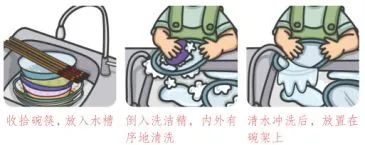 收拾碗筷，放入水槽
倒入洗洁精，内外有
序地清洗
清水冲洗后，放置在
碗架上